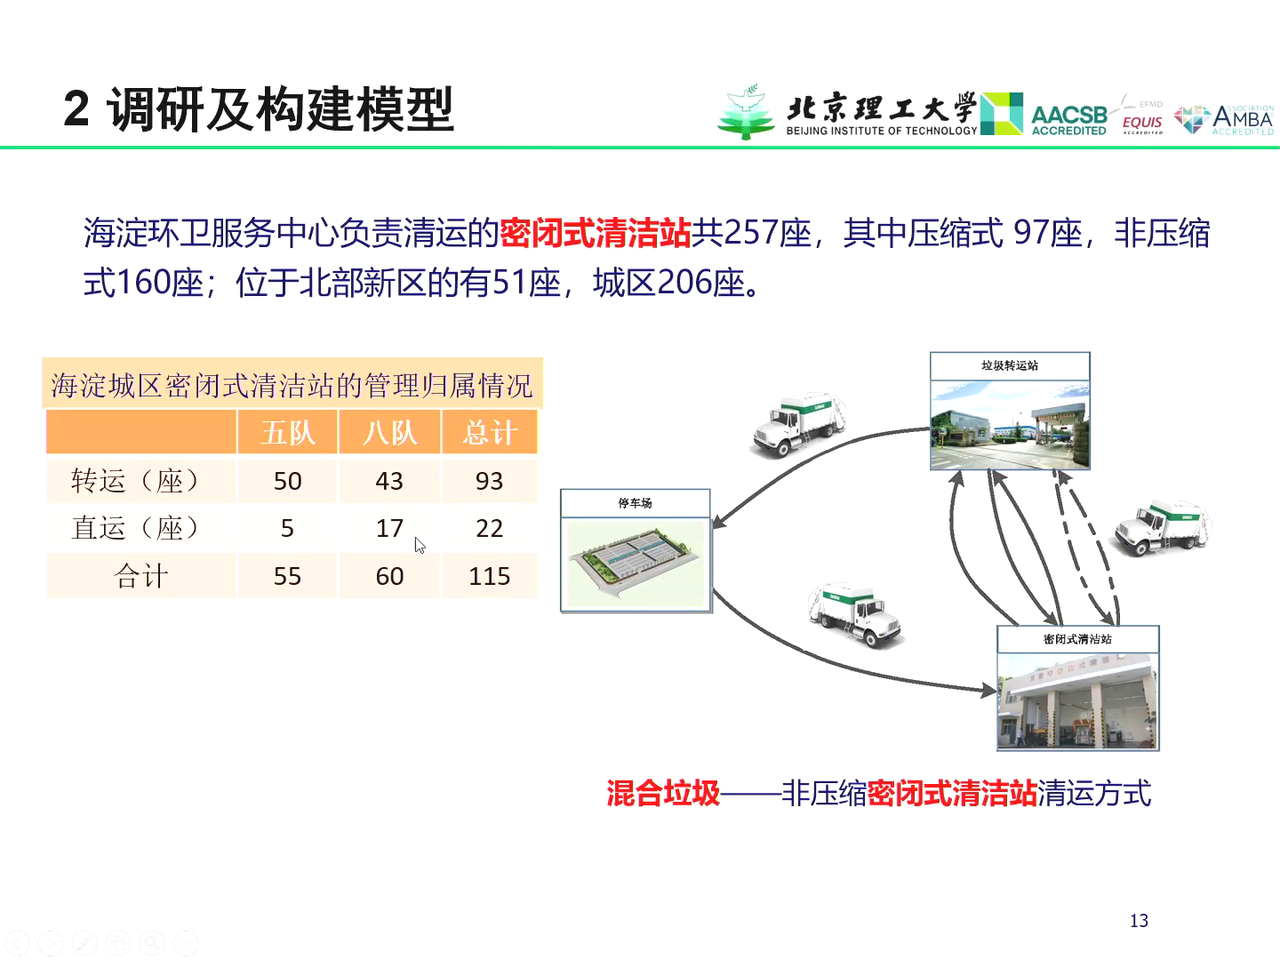 2 调研及构建模型
北京理工大学
BEIJING INSTITUTE OF TECHNOLOGY
AACSB
ACCREDITED
EFMD
EQUIS
ACCREDITED
ASSOCIATION
AMBA
ACCREDITED
海淀环卫服务中心负责清运的密闭式清洁站共257座，其中压缩式 97座，非压缩
式160座；位于北部新区的有51座，城区206座。
海淀城区密闭式清洁站的管理归属情况
五队 八队 总计
转运（座） 50 43 93
直运（座） 5 17 22
合计 55 60 115
垃圾转运站
停车场
密闭式清洁站
混合垃圾——非压缩密闭式清洁站清运方式
13